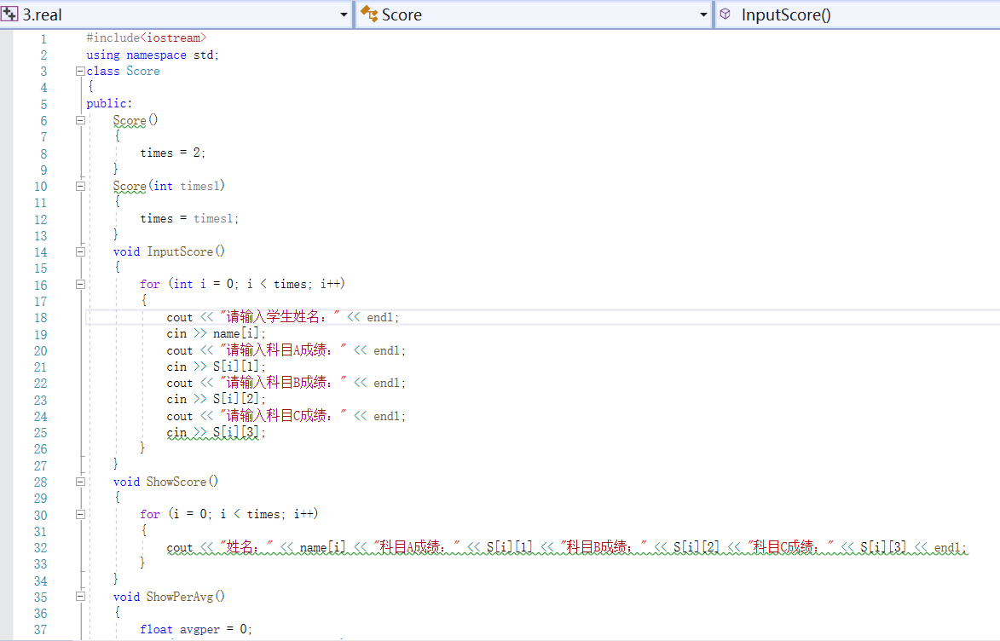 3.real Score InputScore()
1 #include<iostream>
2 using namespace std;
3 class Score
4 {
5 public:
6 Score()
7 {
8 times = 2;
9 }
10 Score(int times1)
11 {
12 times = times1;
13 }
14 void InputScore()
15 {
16 for (int i = 0; i < times; i++)
17 {
18 cout << "请输入学生姓名：" << endl;
19 cin >> name[i];
20 cout << "请输入科目A成绩：" << endl;
21 cin >> S[i][1];
22 cout << "请输入科目B成绩：" << endl;
23 cin >> S[i][2];
24 cout << "请输入科目C成绩：" << endl;
25 cin >> S[i][3];
26 }
27 }
28 void ShowScore()
29 {
30 for (i = 0; i < times; i++)
31 {
32 cout << "姓名：" << name[i] << "科目A成绩：" << S[i][1] << "科目B成绩；" << S[i][2] << "科目C成绩：" << S[i][3] << endl;
33 }
34 }
35 void ShowPerAvg()
36 {
37 float avgper = 0;